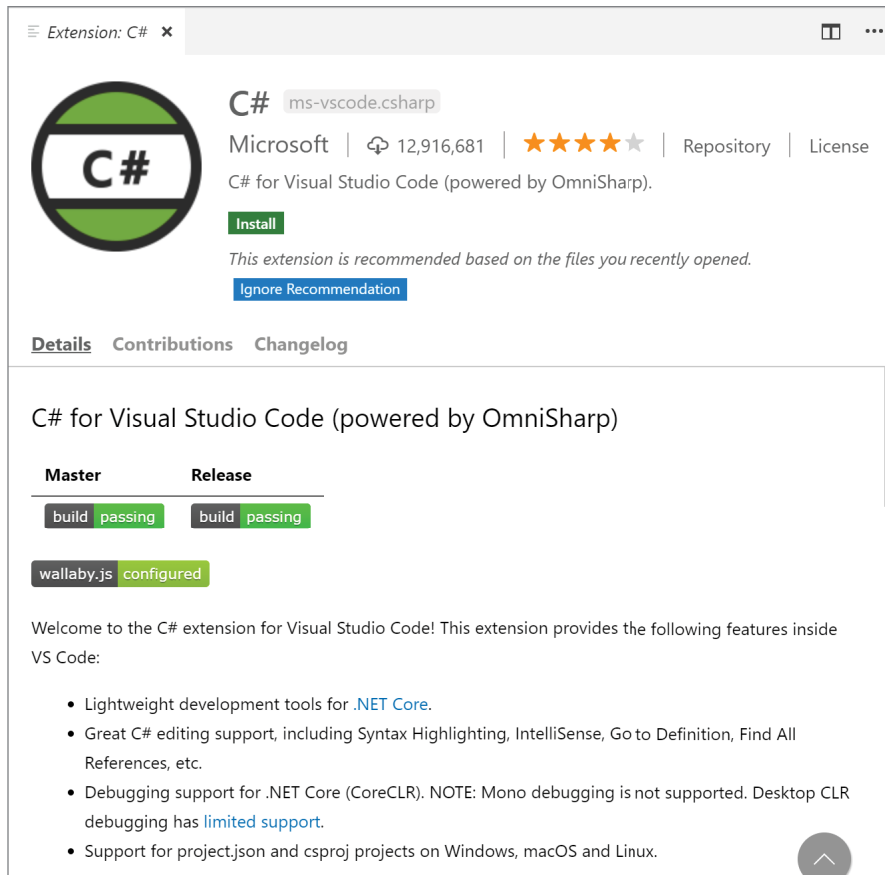 Extension: C#
C# ms-vscode.csharp
Microsoft 12,916,681 Repository License
C# for Visual Studio Code (powered by OmniSharp).
Install
This extension is recommended based on the files you recently opened.
Ignore Recommendation
C#
Details Contributions Changelog
C# for Visual Studio Code (powered by OmniSharp)
Master Release
build passing build passing
wallaby.js configured
Welcome to the C# extension for Visual Studio Code! This extension provides the following features inside
VS Code:
• Lightweight development tools for .NET Core.
• Great C# editing support, including Syntax Highlighting, IntelliSense, Go to Definition, Find All
References, etc.
• Debugging support for .NET Core (CoreCLR). NOTE: Mono debugging is not supported. Desktop CLR
debugging has limited support.
• Support for project.json and csproj projects on Windows, macOS and Linux.